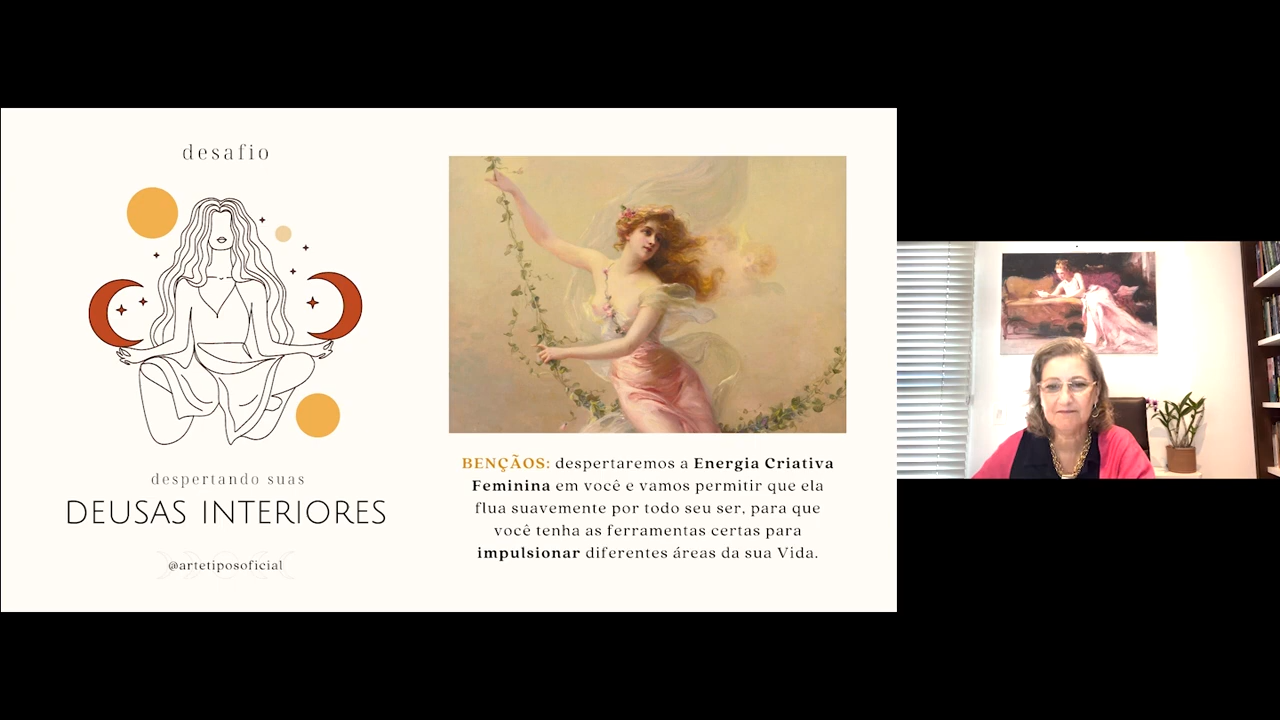 desafio
despertando suas
DEUSAS INTERIORES
@artetiposoficial
BENÇÃOS: despertaremos a Energia Criativa
Feminina em você e vamos permitir que ela
flua suavemente por todo seu ser, para que
você tenha as ferramentas certas para
impulsionar diferentes áreas da sua Vida.